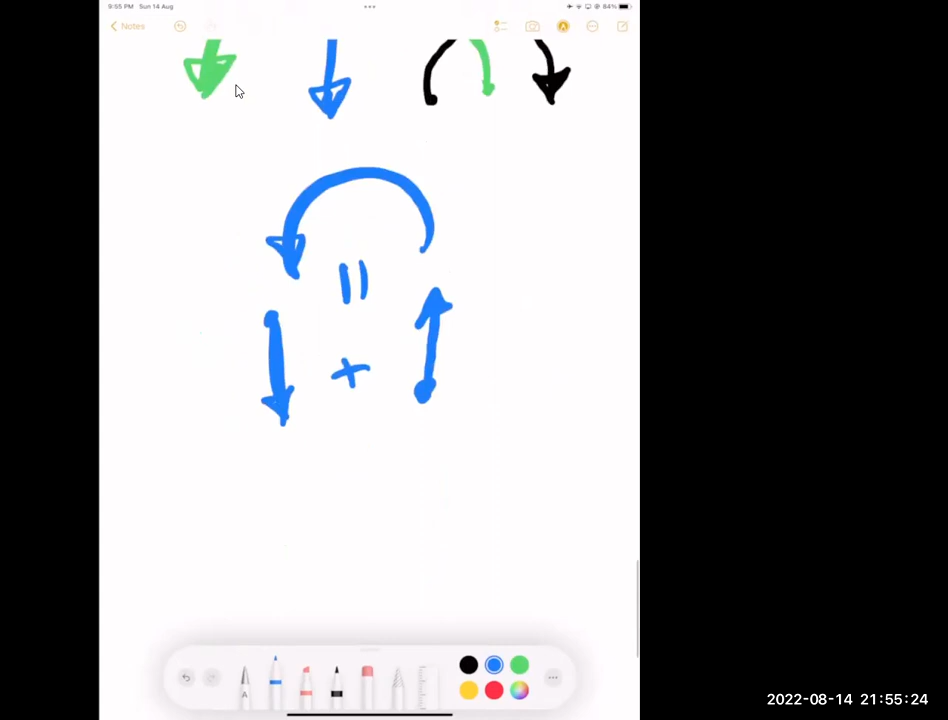 9:55 PM Sun 14 Aug
84%
Notes
A
=
+
A
2022-08-14 21:55:24